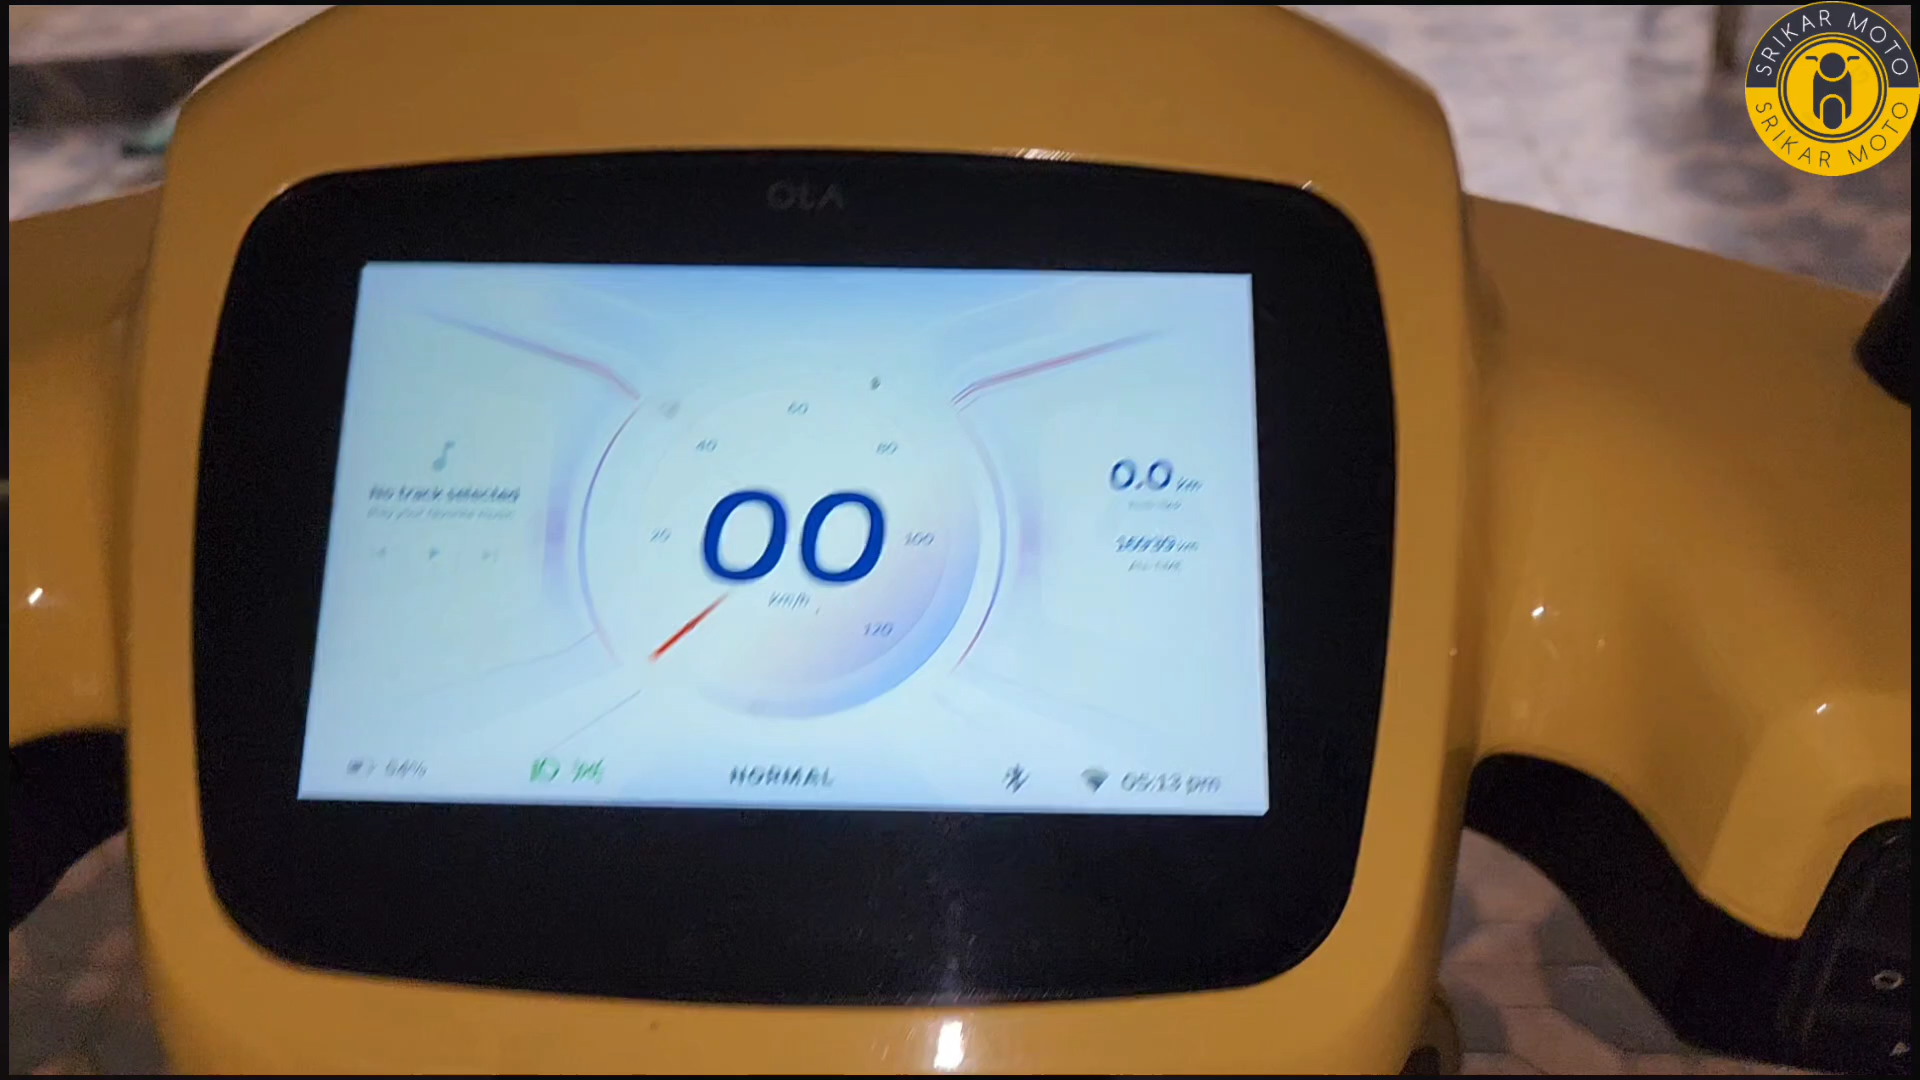 SRIKAR MOTO
SRIKAR MOTO
OLA
60
40
80
No track selected
0.0 km
00
20
100
km/h
120
64%
NORMAL
05:13 pm